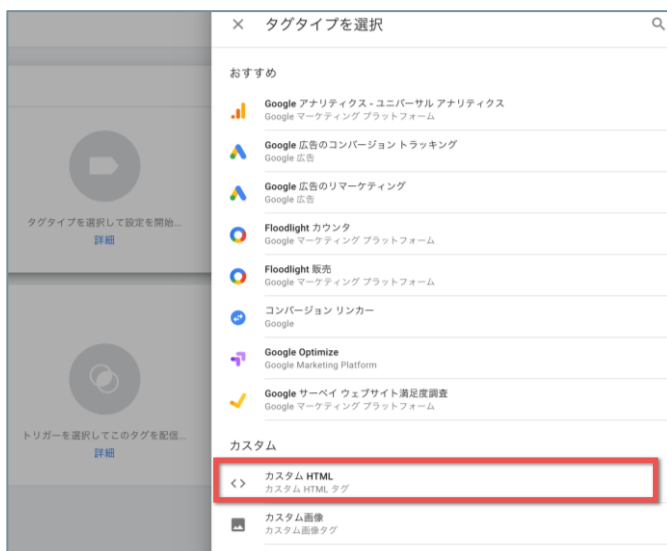 タグタイプを選択
おすすめ
Google アナリティクス - ユニバーサル アナリティクス
Google マーケティング プラットフォーム
Google 広告のコンバージョン トラッキング
Google 広告
Google 広告のリマーケティング
Google 広告
Floodlight カウンタ
Google マーケティング プラットフォーム
Floodlight 販売
Google マーケティング プラットフォーム
コンバージョン リンカー
Google
Google Optimize
Google Marketing Platform
Google サーベイ ウェブサイト満足度調査
Google マーケティング プラットフォーム
カスタム
カスタム HTML
カスタム HTML タグ
カスタム画像
カスタム画像タグ
タグタイプを選択して設定を開始...
詳細
トリガーを選択してこのタグを配信...
詳細